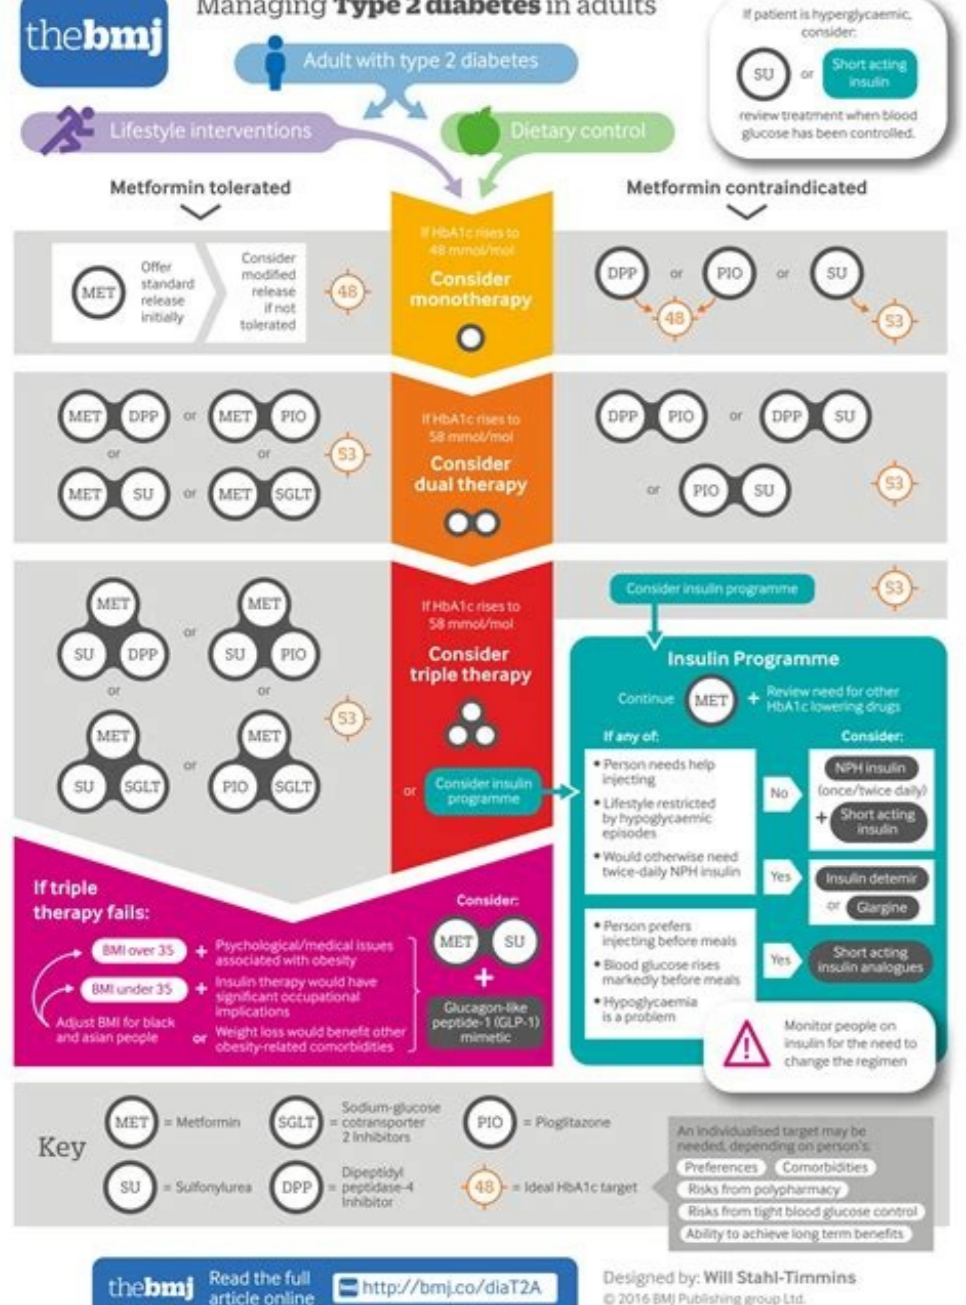 Managing Type 2 diabetes in adults
thebmj
Adult with type 2 diabetes
Lifestyle interventions
Dietary control
If patient is hyperglycaemic,
consider:
SU or Short acting
insulin
review treatment when blood
glucose has been controlled.
Metformin tolerated
Metformin contraindicated
MET
Offer
standard
release
initially
Consider
modified
release
if not
tolerated
48
If HbA1c rises to
48 mmol/mol
Consider
monotherapy
DPP or PIO or SU
48
53
MET DPP or MET PIO
or
or
MET SU or MET SGLT
53
If HbA1c rises to
58 mmol/mol
Consider
dual therapy
DPP PIO or DPP SU
or PIO SU
53
MET
SU DPP
or
MET
SU PIO
or
or
MET
SU SGLT
or
MET
PIO SGLT
53
If HbA1c rises to
58 mmol/mol
Consider
triple therapy
or
Consider insulin
programme
Consider insulin programme
53
Insulin Programme
Continue MET + Review need for other
HbA1c lowering drugs
If any of:
• Person needs help
injecting
• Lifestyle restricted
by hypoglycaemic
episodes
• Would otherwise need
twice-daily NPH insulin
No
Yes
Consider:
NPH insulin
(once/twice daily)
+ Short acting
insulin
Insulin detemir
or Glargine
• Person prefers
injecting before meals
• Blood glucose rises
markedly before meals
• Hypoglycaemia
is a problem
Yes
Short acting
insulin analogues
Monitor people on
insulin for the need to
change the regimen
If triple
therapy fails:
BMI over 35 + Psychological/medical issues
associated with obesity
BMI under 35 + Insulin therapy would have
significant occupational
implications
Adjust BMI for black
and asian people
or Weight loss would benefit other
obesity-related comorbidities
Consider:
MET SU
+
Glucagon-like
peptide-1 (GLP-1)
mimetic
Key
MET = Metformin
SGLT = Sodium-glucose
cotransporter
2 Inhibitors
PIO = Pioglitazone
SU = Sulfonylurea
DPP = Dipeptidyl
peptidase-4
Inhibitor
48 = Ideal HbA1c target
An individualised target may be
needed, depending on person's:
Preferences
Comorbidities
Risks from polypharmacy
Risks from tight blood glucose control
Ability to achieve long term benefits
thebmj
Read the full
article online
http://bmj.co/diaT2A
Designed by: Will Stahl-Timmins
© 2016 BMJ Publishing group Ltd.